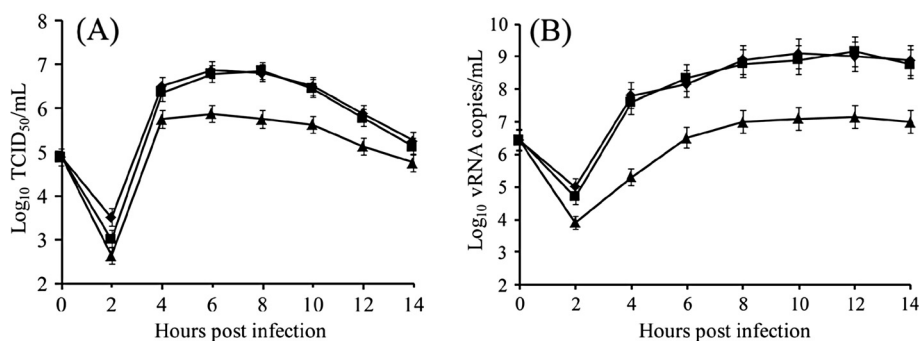 (A)
Log10 TCID50/mL
8
7
6
5
4
3
2
0 2 4 6 8 10 12 14
Hours post infection
(B)
Log10 vRNA copies/mL
10
9
8
7
6
5
4
3
2
0 2 4 6 8 10 12 14
Hours post infection